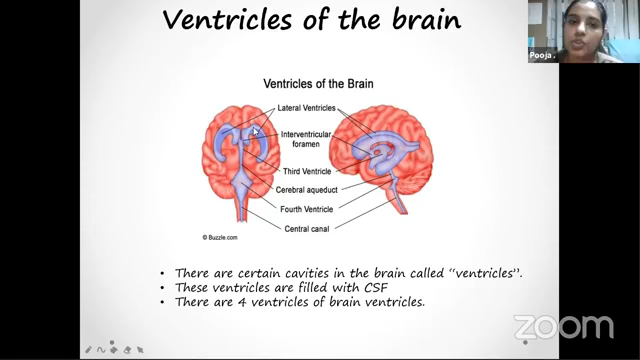 Ventricles of the brain
Pooja .
Ventricles of the Brain
Lateral Ventricles
Interventricular
foramen
Third Ventricle
Cerebral aqueduct
Fourth Ventricle
Central canal
© Buzzle.com
• There are certain cavities in the brain called "ventricles".
• These ventricles are filled with CSF
• There are 4 ventricles of brain ventricles.
zoom